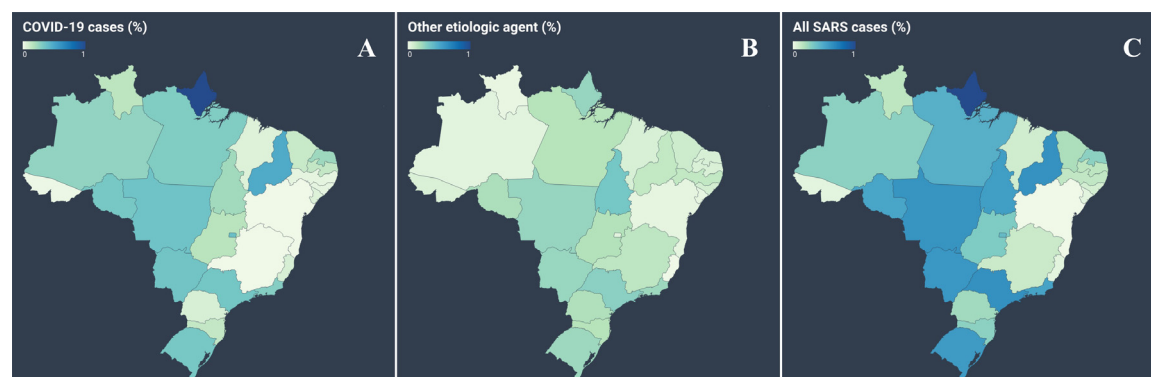 COVID-19 cases (%)
0 1
A
Other etiologic agent (%)
0 1
B
All SARS cases (%)
0 1
C